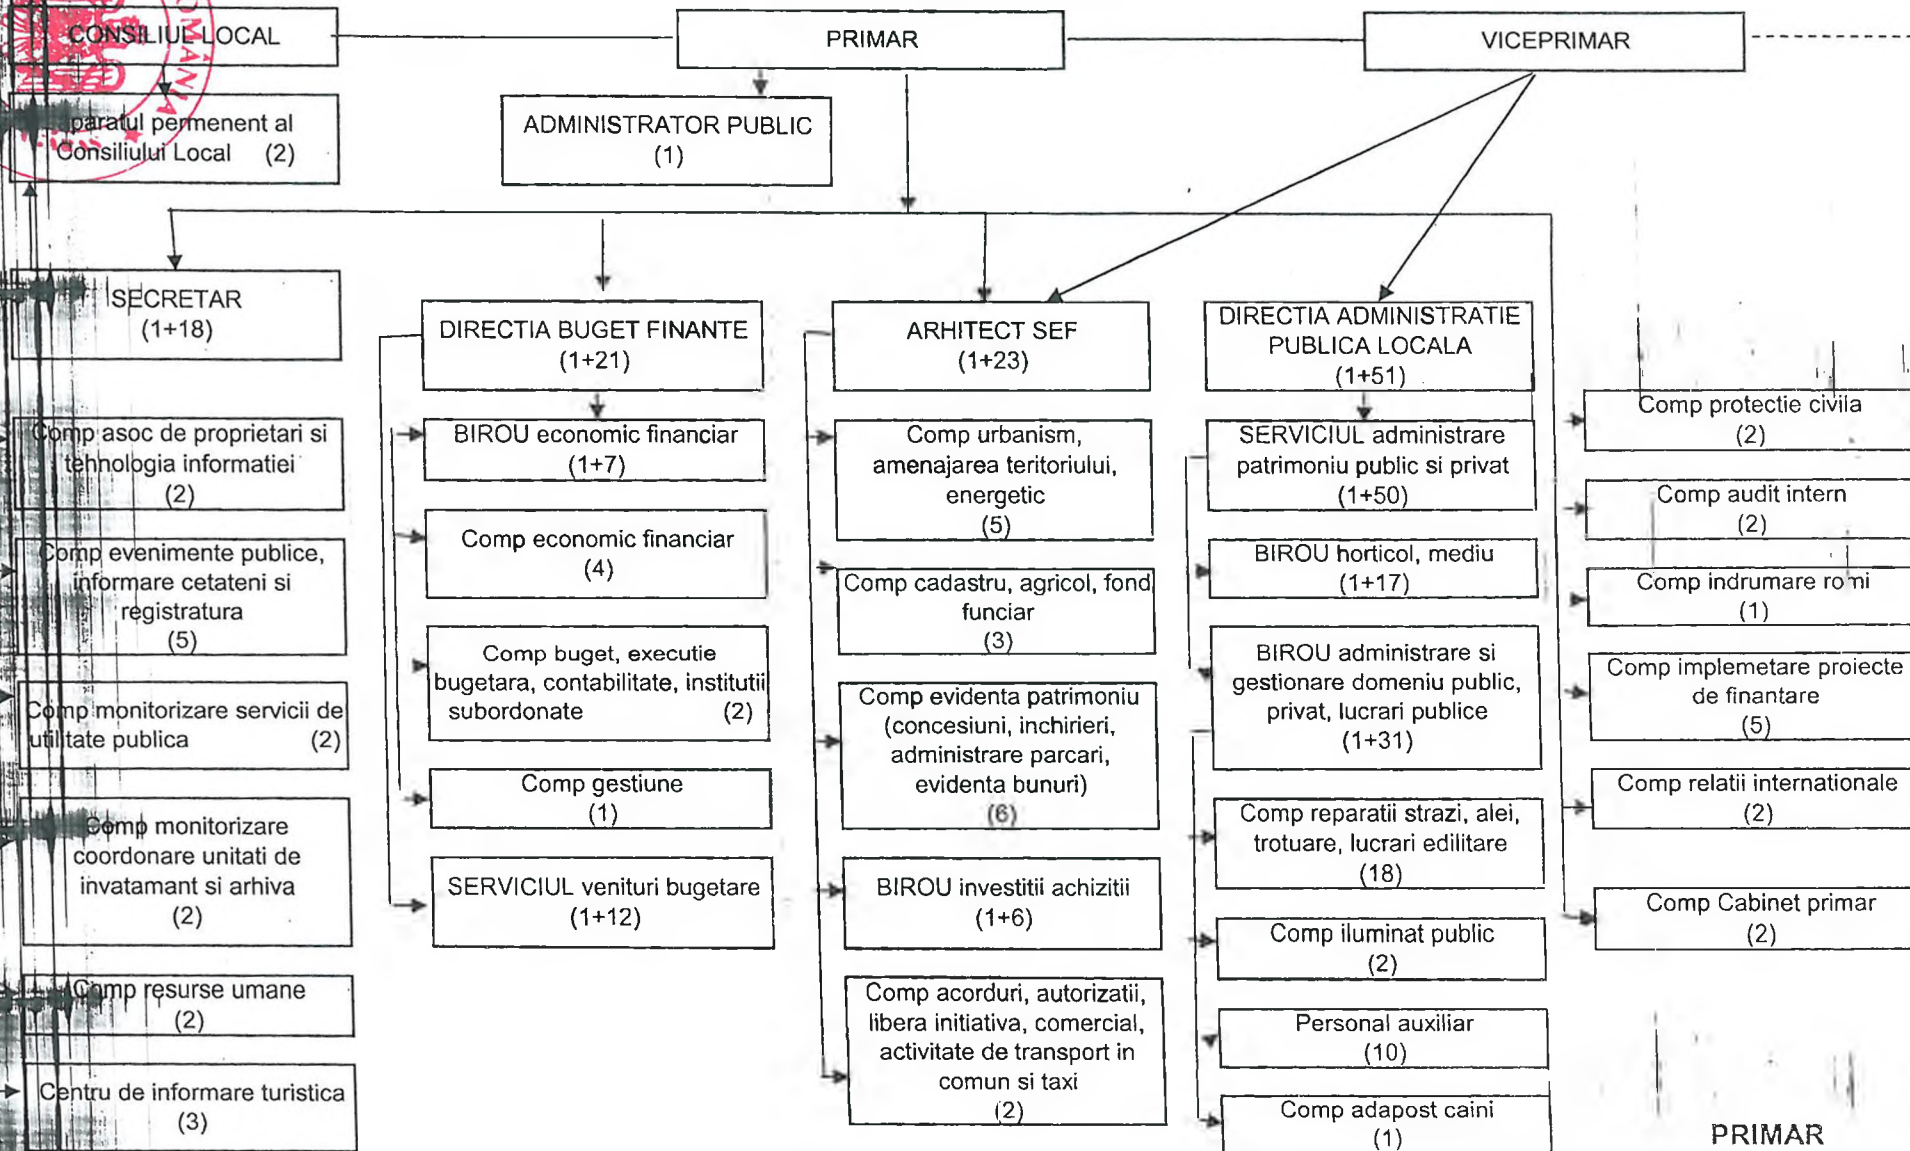 CONSILIUL LOCAL
PRIMAR
VICEPRIMAR
ROMÂNIA
paratul permenent al
Consiliului Local (2)
ADMINISTRATOR PUBLIC
(1)
SECRETAR
(1+18)
DIRECTIA BUGET FINANTE
(1+21)
ARHITECT SEF
(1+23)
DIRECTIA ADMINISTRATIE
PUBLICA LOCALA
(1+51)
Comp asoc de proprietari si
tehnologia informatiei
(2)
Comp evenimente publice,
informare cetateni si
registratura
(5)
Comp monitorizare servicii de
utilitate publica (2)
Comp monitorizare
coordonare unitati de
invatamant si arhiva
(2)
Comp resurse umane
(2)
Centru de informare turistica
(3)
BIROU economic financiar
(1+7)
Comp economic financiar
(4)
Comp buget, executie
bugetara, contabilitate, institutii
subordonate (2)
Comp gestiune
(1)
SERVICIUL venituri bugetare
(1+12)
Comp urbanism,
amenajarea teritoriului,
energetic
(5)
Comp cadastru, agricol, fond
funciar
(3)
Comp evidenta patrimoniu
(concesiuni, inchirieri,
administrare parcari,
evidenta bunuri)
(6)
BIROU investitii achizitii
(1+6)
Comp acorduri, autorizatii,
libera initiativa, comercial,
activitate de transport in
comun si taxi
(2)
SERVICIUL administrare
patrimoniu public si privat
(1+50)
BIROU horticol, mediu
(1+17)
BIROU administrare si
gestionare domeniu public,
privat, lucrari publice
(1+31)
Comp reparatii strazi, alei,
trotuare, lucrari edilitare
(18)
Comp iluminat public
(2)
Personal auxiliar
(10)
Comp adapost caini
(1)
Comp protectie civila
(2)
Comp audit intern
(2)
Comp indrumare romi
(1)
Comp implemetare proiecte
de finantare
(5)
Comp relatii internationale
(2)
Comp Cabinet primar
(2)
PRIMAR